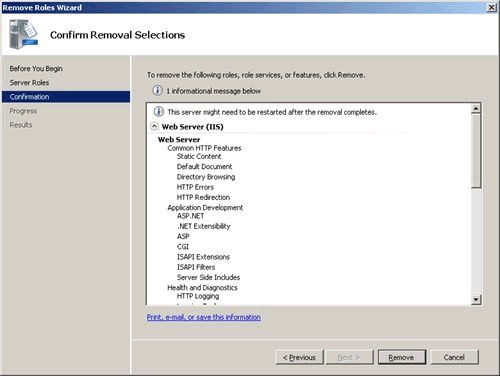 Remove Roles Wizard
Confirm Removal Selections
Before You Begin
Server Roles
Confirmation
Progress
Results
To remove the following roles, role services, or features, click Remove.
1 informational message below
This server might need to be restarted after the removal completes.
Web Server (IIS)
Web Server
Common HTTP Features
Static Content
Default Document
Directory Browsing
HTTP Errors
HTTP Redirection
Application Development
ASP.NET
.NET Extensibility
ASP
CGI
ISAPI Extensions
ISAPI Filters
Server Side Includes
Health and Diagnostics
HTTP Logging
Print, e-mail, or save this information
< Previous
Next >
Remove
Cancel